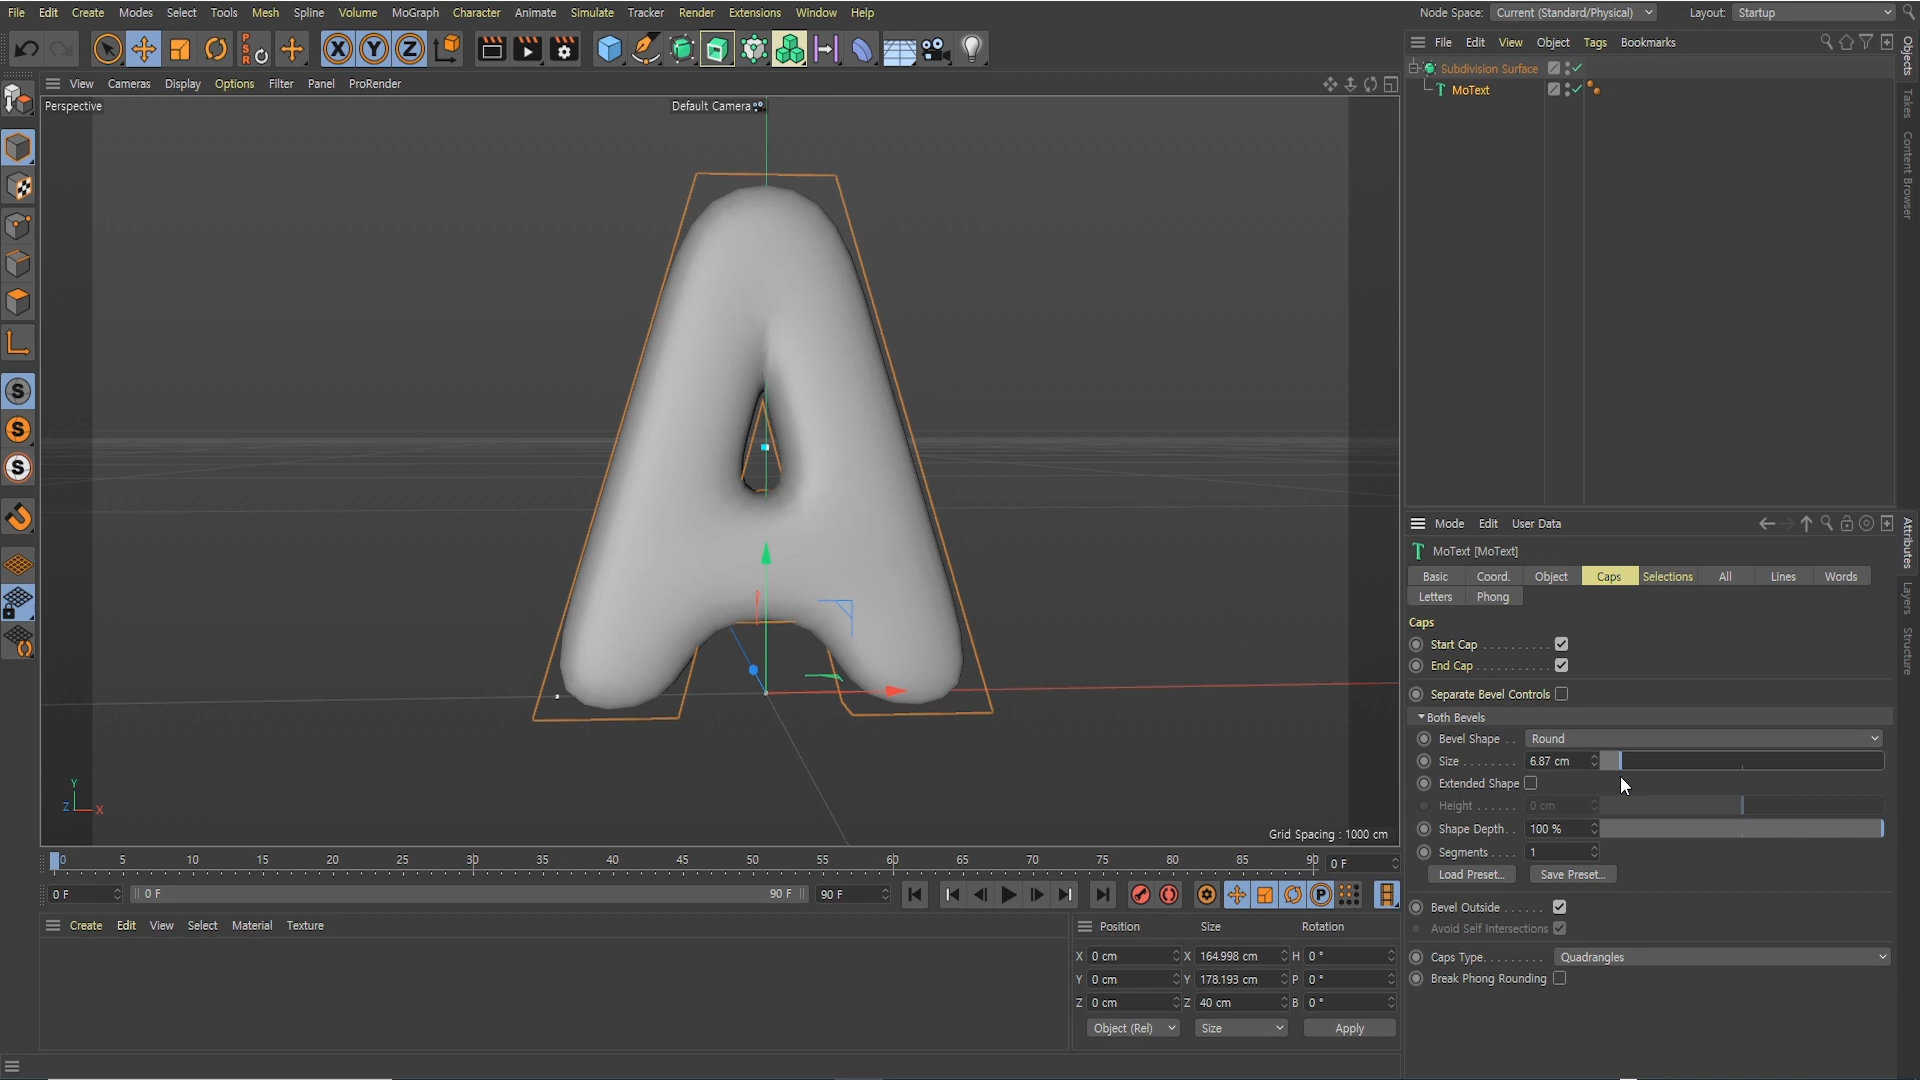 File Edit Create Modes Select Tools Mesh Spline Volume MoGraph Character Animate Simulate Tracker Render Extensions Window Help
Node Space: Current (Standard/Physical) Layout: Startup
PSR X Y Z
File Edit View Object Tags Bookmarks
Subdivision Surface
MoText
Objects
Takes
Content Browser
View Cameras Display Options Filter Panel ProRender
Perspective
Default Camera
Y
Z X
Grid Spacing : 1000 cm
S
S
S
Mode Edit User Data
MoText [MoText]
Basic Coord. Object Caps Selections All Lines Words
Letters Phong
Caps
Start Cap
End Cap
Separate Bevel Controls
Both Bevels
Bevel Shape Round
Size 6.87 cm
Extended Shape
Height 0 cm
Shape Depth 100 %
Segments 1
Load Preset... Save Preset...
Bevel Outside
Avoid Self Intersections
Caps Type Quadrangles
Break Phong Rounding
Attributes
Layers
Structure
0 5 10 15 20 25 30 35 40 45 50 55 60 65 70 75 80 85 90 0 F
0 F 0 F 90 F 90 F P
Create Edit View Select Material Texture
Position Size Rotation
X 0 cm X 164.998 cm H 0 °
Y 0 cm Y 178.193 cm P 0 °
Z 0 cm Z 40 cm B 0 °
Object (Rel) Size Apply